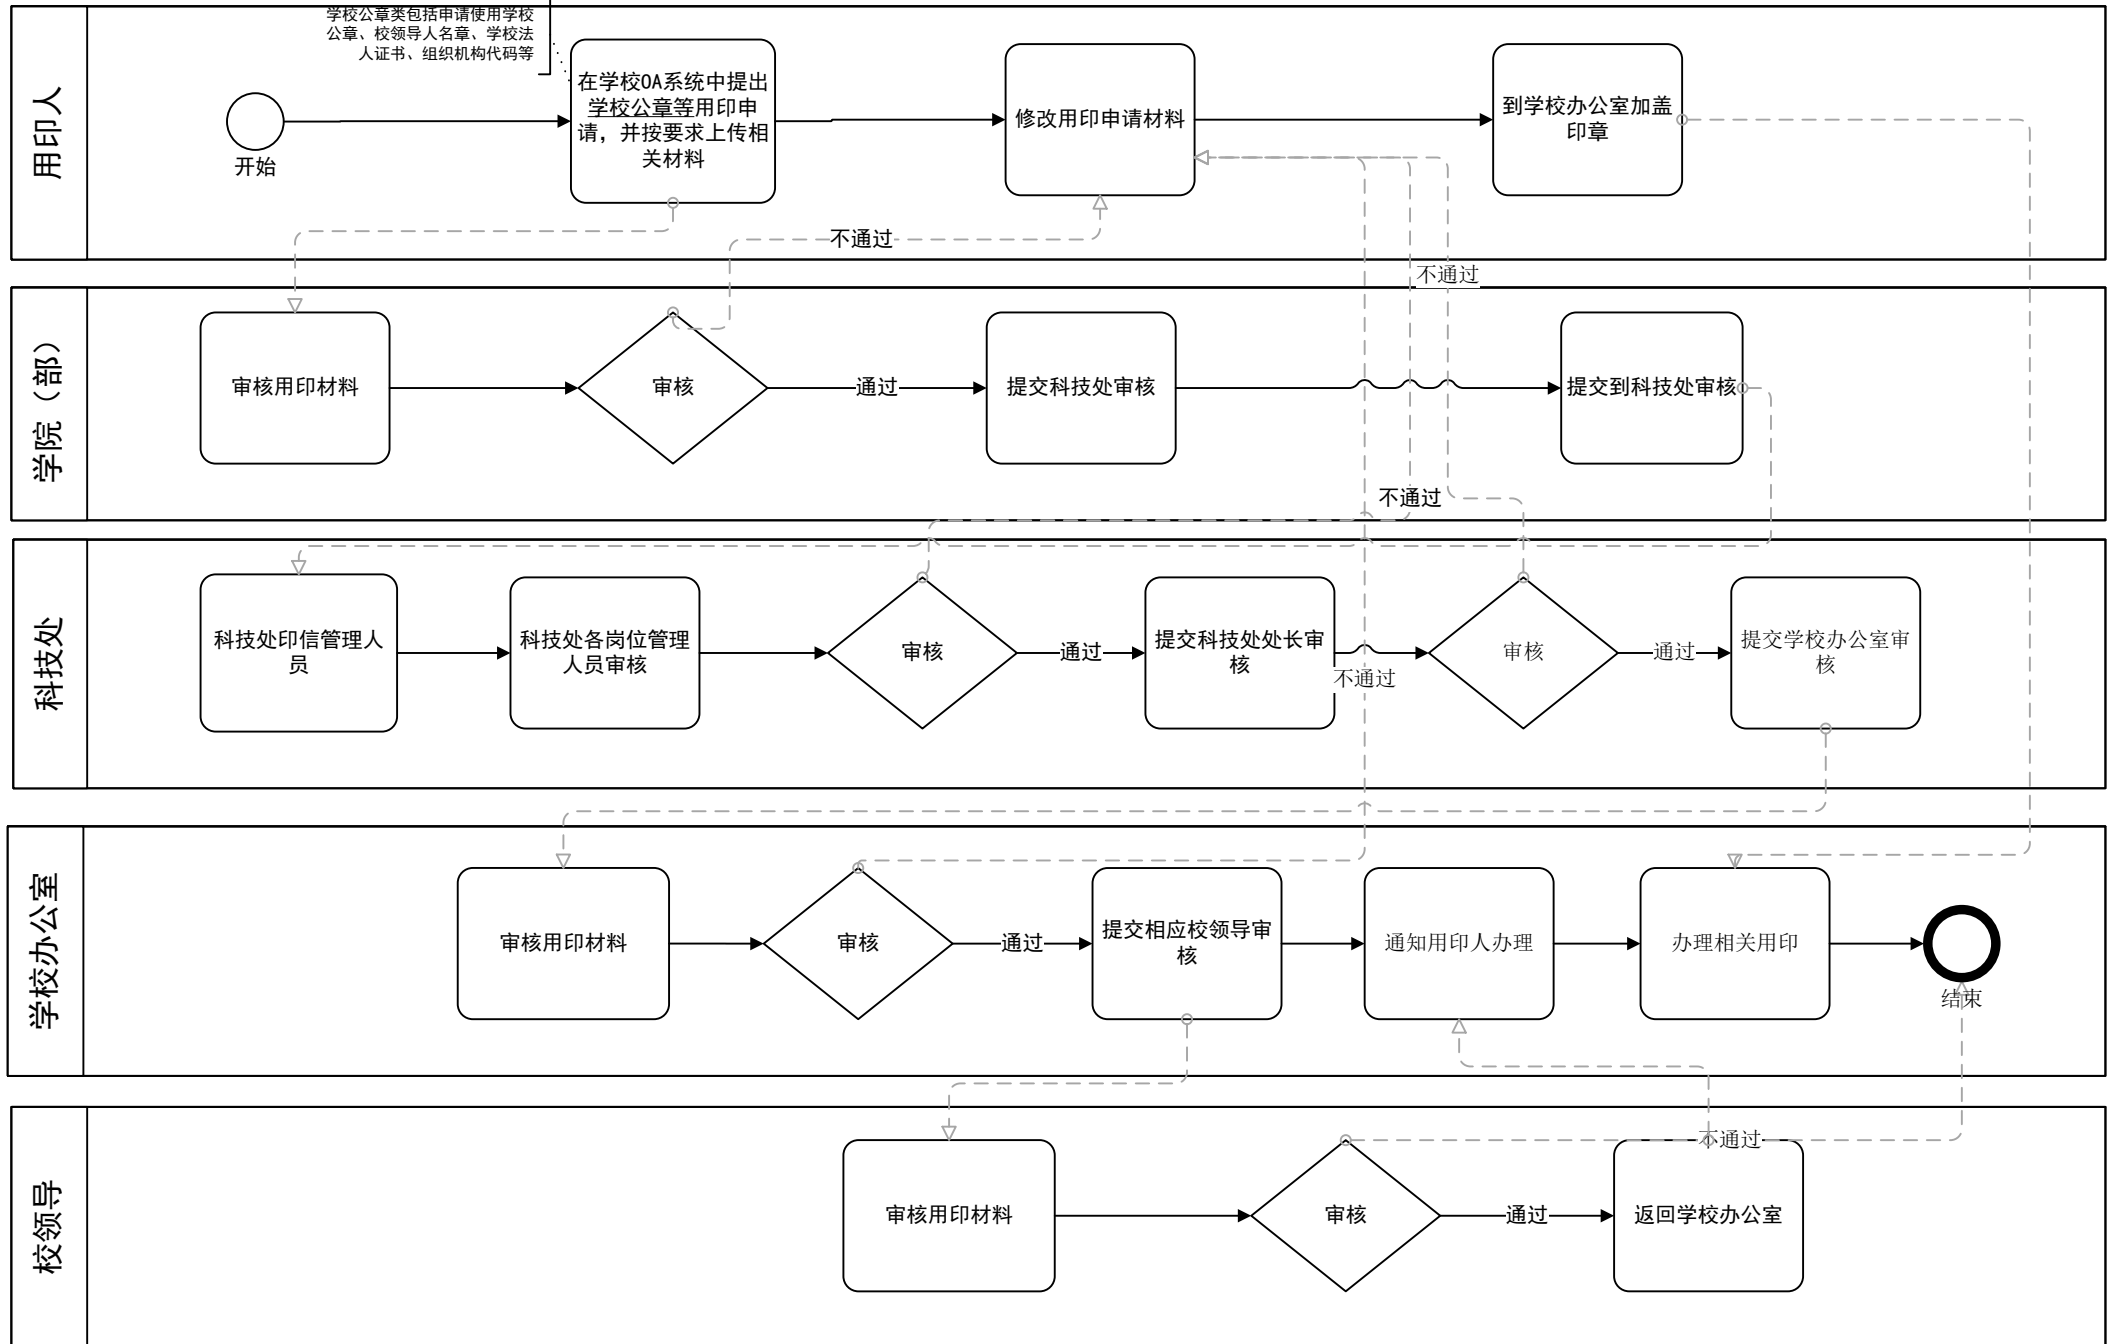 学校公章类包括申请使用学校
公章、校领导人名章、学校法
人证书、组织机构代码等
用印人
开始
在学校OA系统中提出
学校公章等用印申
请，并按要求上传相
关材料
修改用印申请材料
到学校办公室加盖
印章
不通过
不通过
学院（部）
审核用印材料
审核
通过
提交科技处审核
提交到科技处审核
不通过
科技处
科技处印信管理人
员
科技处各岗位管理
人员审核
审核
通过
提交科技处处长审
核
不通过
审核
通过
提交学校办公室审
核
学校办公室
审核用印材料
审核
通过
提交相应校领导审
核
通知用印人办理
办理相关用印
结束
校领导
审核用印材料
审核
不通过
通过
返回学校办公室